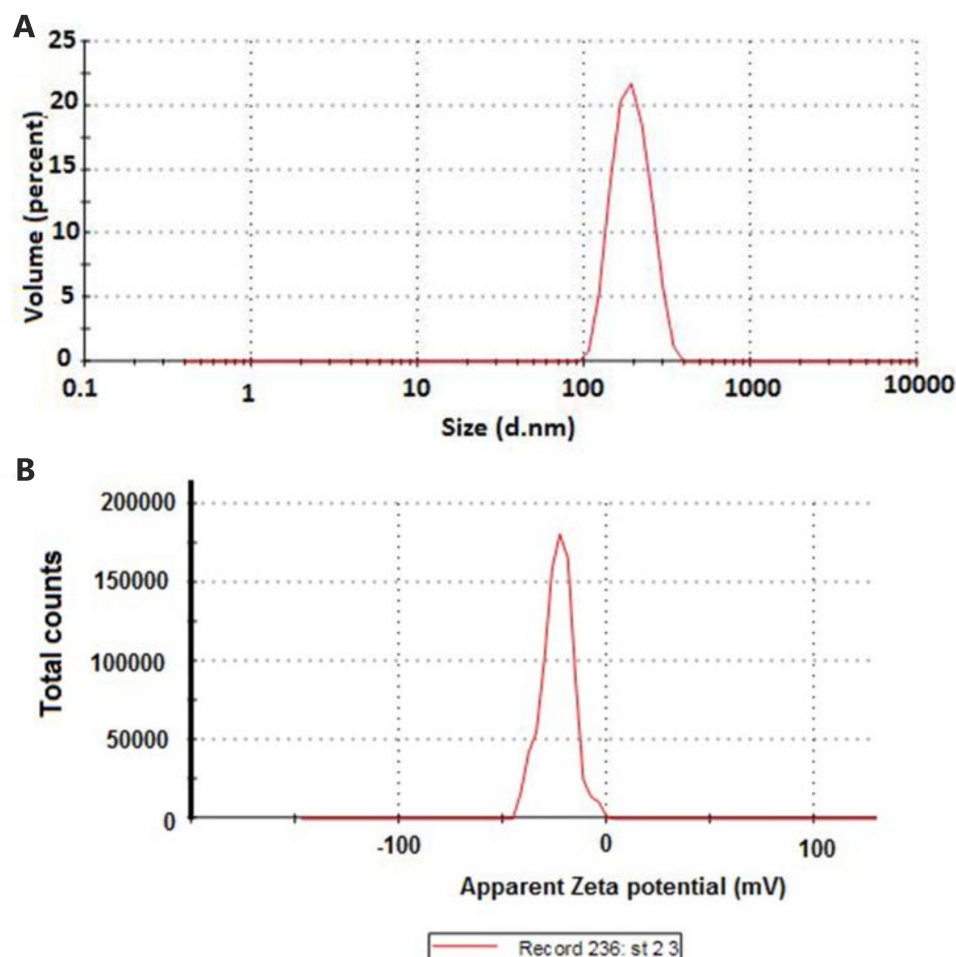 A
25
20
15
10
5
0
Volume (percent)
0.1 1 10 100 1000 10000
Size (d.nm)
B
200000
150000
100000
50000
0
Total counts
-100 0 100
Apparent Zeta potential (mV)
Record 236: st 2 3